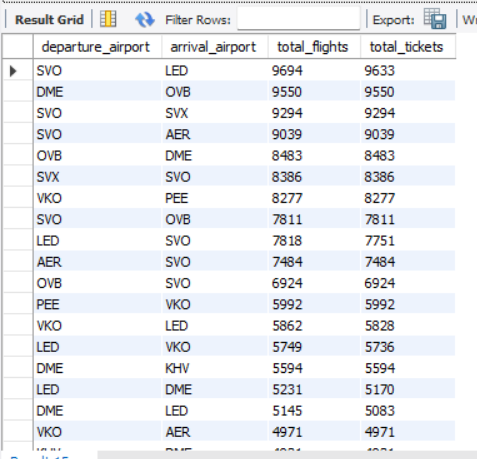 Result Grid Filter Rows: Export: Wr
departure_airport arrival_airport total_flights total_tickets
SVO LED 9694 9633
DME OVB 9550 9550
SVO SVX 9294 9294
SVO AER 9039 9039
OVB DME 8483 8483
SVX SVO 8386 8386
VKO PEE 8277 8277
SVO OVB 7811 7811
LED SVO 7818 7751
AER SVO 7484 7484
OVB SVO 6924 6924
PEE VKO 5992 5992
VKO LED 5862 5828
LED VKO 5749 5736
DME KHV 5594 5594
LED DME 5231 5170
DME LED 5145 5083
VKO AER 4971 4971